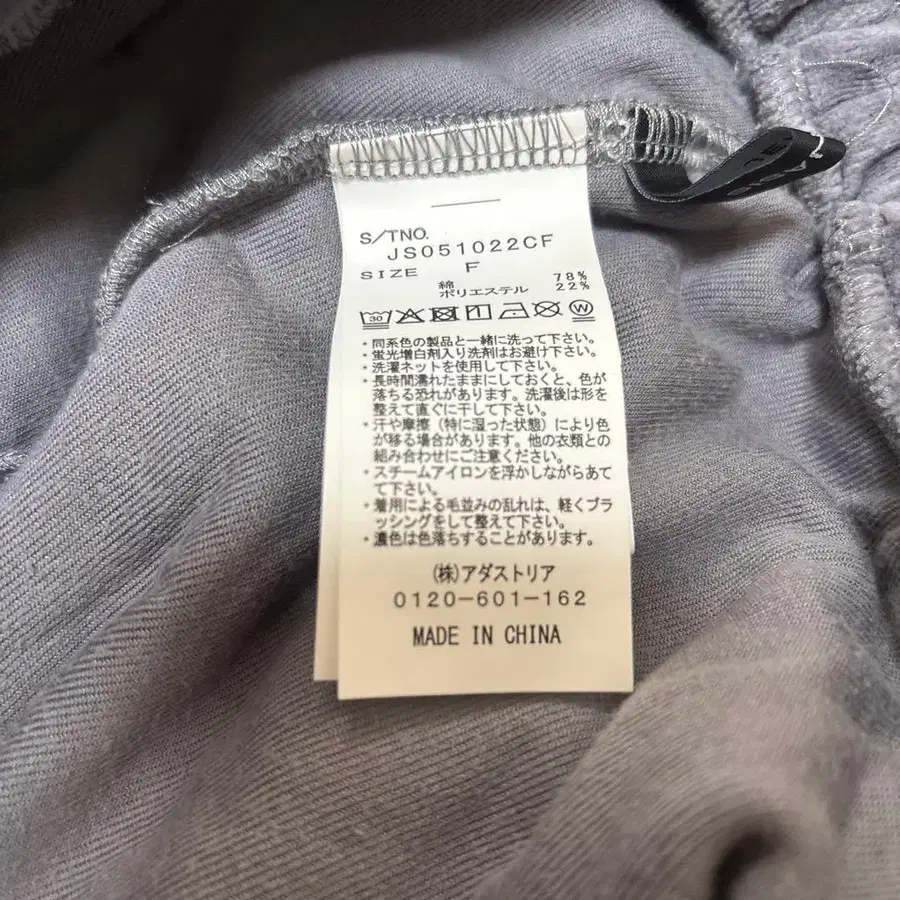 S/TNO.
JS051022CF
SIZE F
綿 78%
ポリエステル 22%
30 W
・同系色の製品と一緒に洗って下さい。
・蛍光増白剤入り洗剤はお避け下さい。
・洗濯ネットを使用して下さい。
・長時間濡れたままにしておくと、色が
落ちる恐れがあります。洗濯後は形を
整えて直ぐに干して下さい。
・汗や摩擦（特に湿った状態）により色
が移る場合があります。他の衣類との
組み合わせにご注意ください。
・スチームアイロンを浮かしながらあて
て下さい。
・着用による毛並みの乱れは、軽くブラ
ッシングをして整えて下さい。
・濃色は色落ちすることがあります。
(株)アダストリア
0120-601-162
MADE IN CHINA